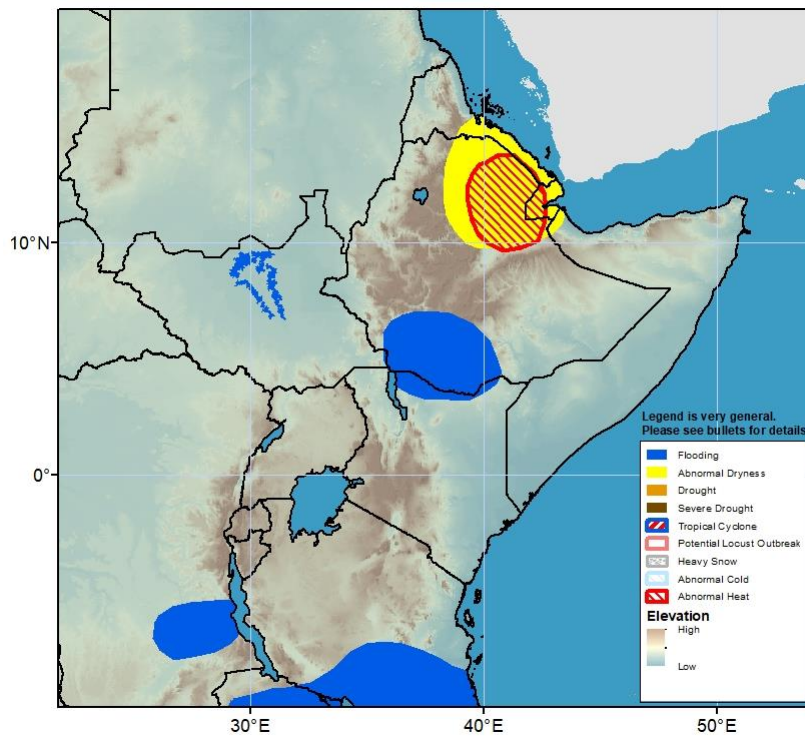 10°N
0°
30°E
40°E
50°E
Legend is very general.
Please see bullets for details
Flooding
Abnormal Dryness
Drought
Severe Drought
Tropical Cyclone
Potential Locust Outbreak
Heavy Snow
Abnormal Cold
Abnormal Heat
Elevation
High
Low